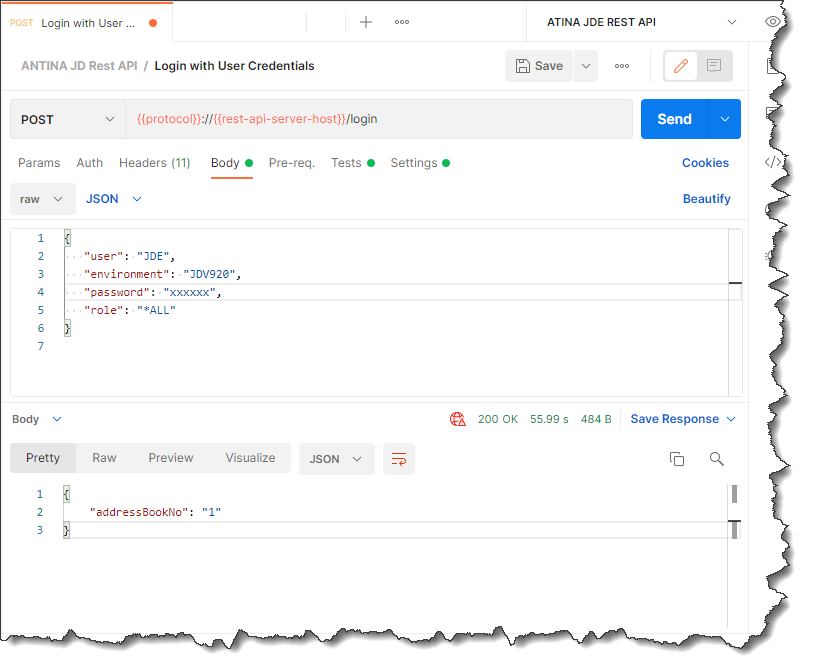 POST Login with User ... ATINA JDE REST API
ANTINA JD Rest API / Login with User Credentials Save
POST {{protocol}}://{{rest-api-server-host}}/login Send
Params Auth Headers (11) Body Pre-req. Tests Settings Cookies
raw JSON Beautify
1 {
2 "user": "JDE",
3 "environment": "JDV920",
4 "password": "xxxxxx",
5 "role": "*ALL"
6 }
7
Body 200 OK 55.99 s 484 B Save Response
Pretty Raw Preview Visualize JSON
1 {
2 "addressBookNo": "1"
3 }